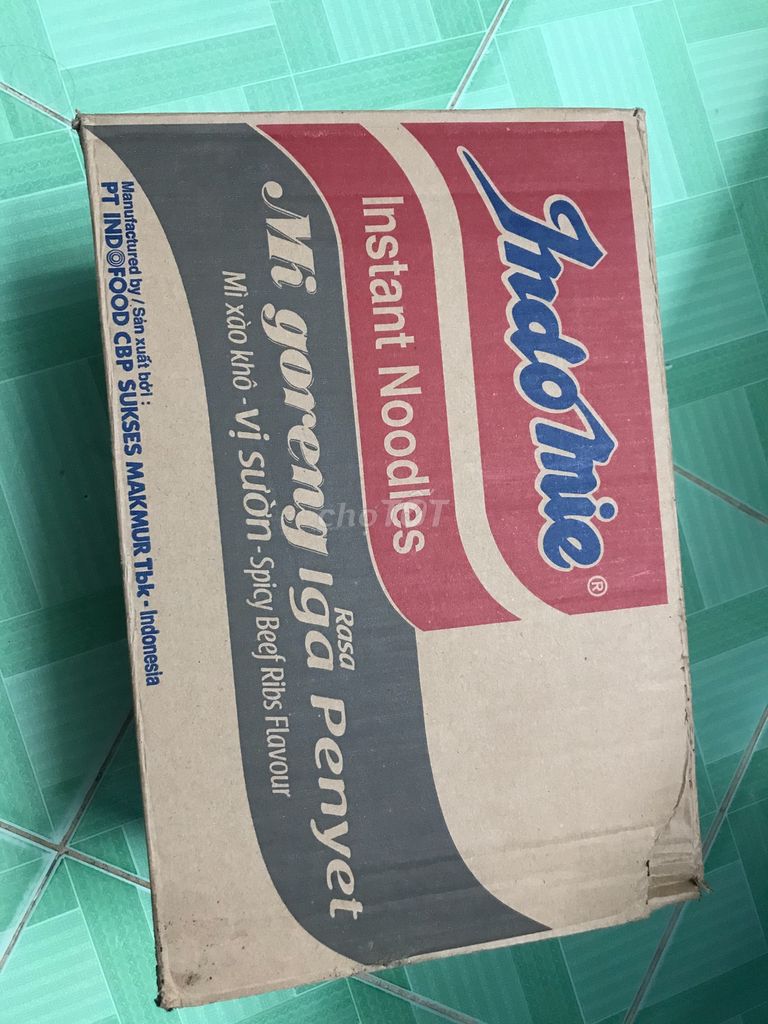 Indomie®
Instant Noodles
Mi goreng Rasa Iga Penyet
Mì xào khô - vị sườn - Spicy Beef Ribs Flavour
Manufactured by / Sản xuất bởi :
PT INDOFOOD CBP SUKSES MAKMUR Tbk - Indonesia
chợTỐT